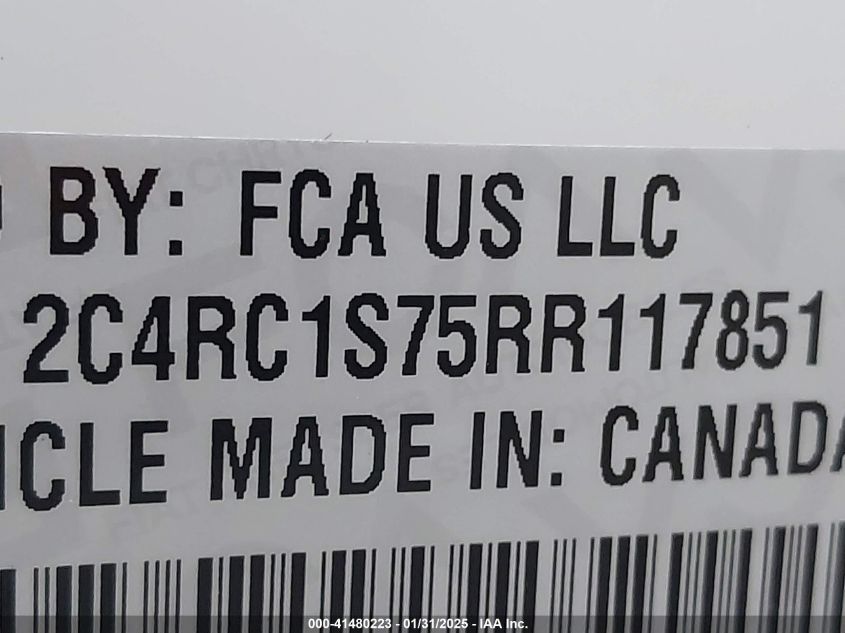 BY: FCA US LLC
2C4RC1S75RR117851
ICLE MADE IN: CANADA
000-41480223 - 01/31/2025 - IAA Inc.